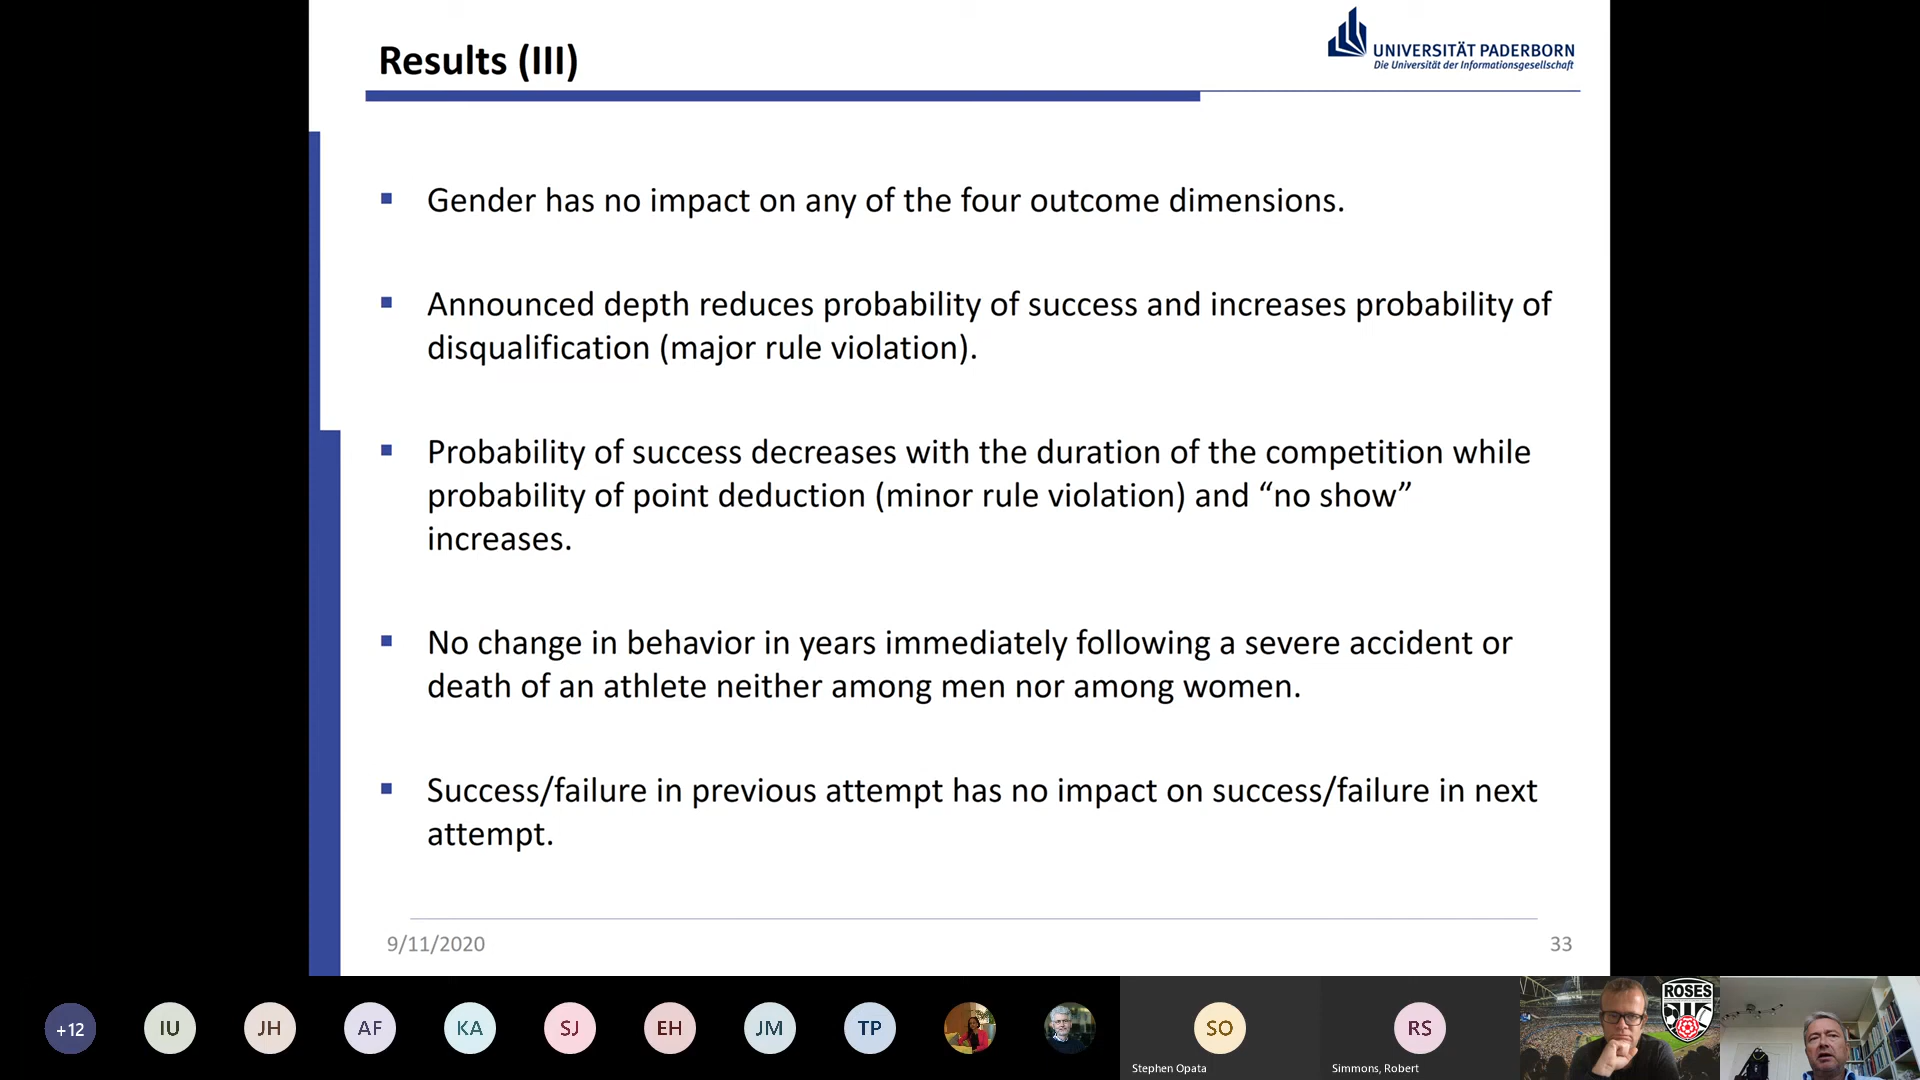 Results (III)
UNIVERSITÄT PADERBORN
Die Universität der Informationsgesellschaft
▪ Gender has no impact on any of the four outcome dimensions.
▪ Announced depth reduces probability of success and increases probability of
disqualification (major rule violation).
▪ Probability of success decreases with the duration of the competition while
probability of point deduction (minor rule violation) and “no show”
increases.
▪ No change in behavior in years immediately following a severe accident or
death of an athlete neither among men nor among women.
▪ Success/failure in previous attempt has no impact on success/failure in next
attempt.
9/11/2020
33
+12
IU
JH
AF
KA
SJ
EH
JM
TP
SO
Stephen Opata
RS
Simmons, Robert
ROSES